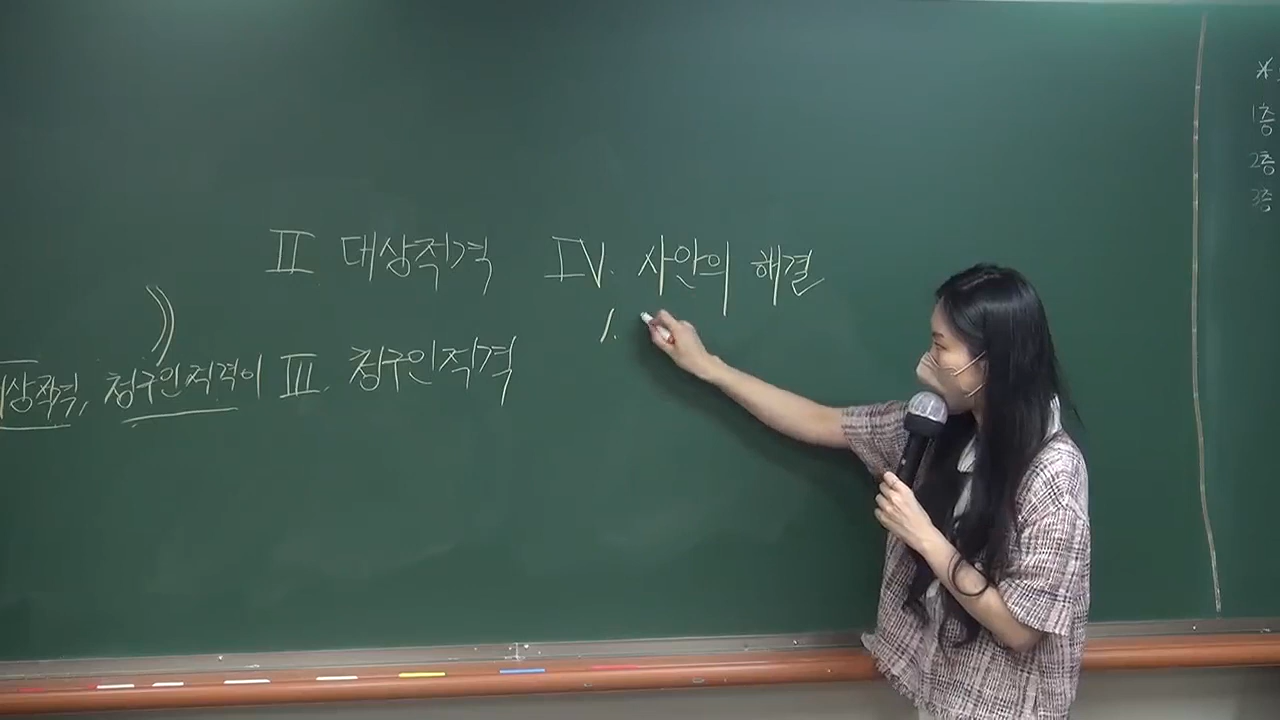 II 대상적격
상적격, 청구인적격이
III. 청구인적격
IV. 사안의 해결
1.
*
1층
2층
3층